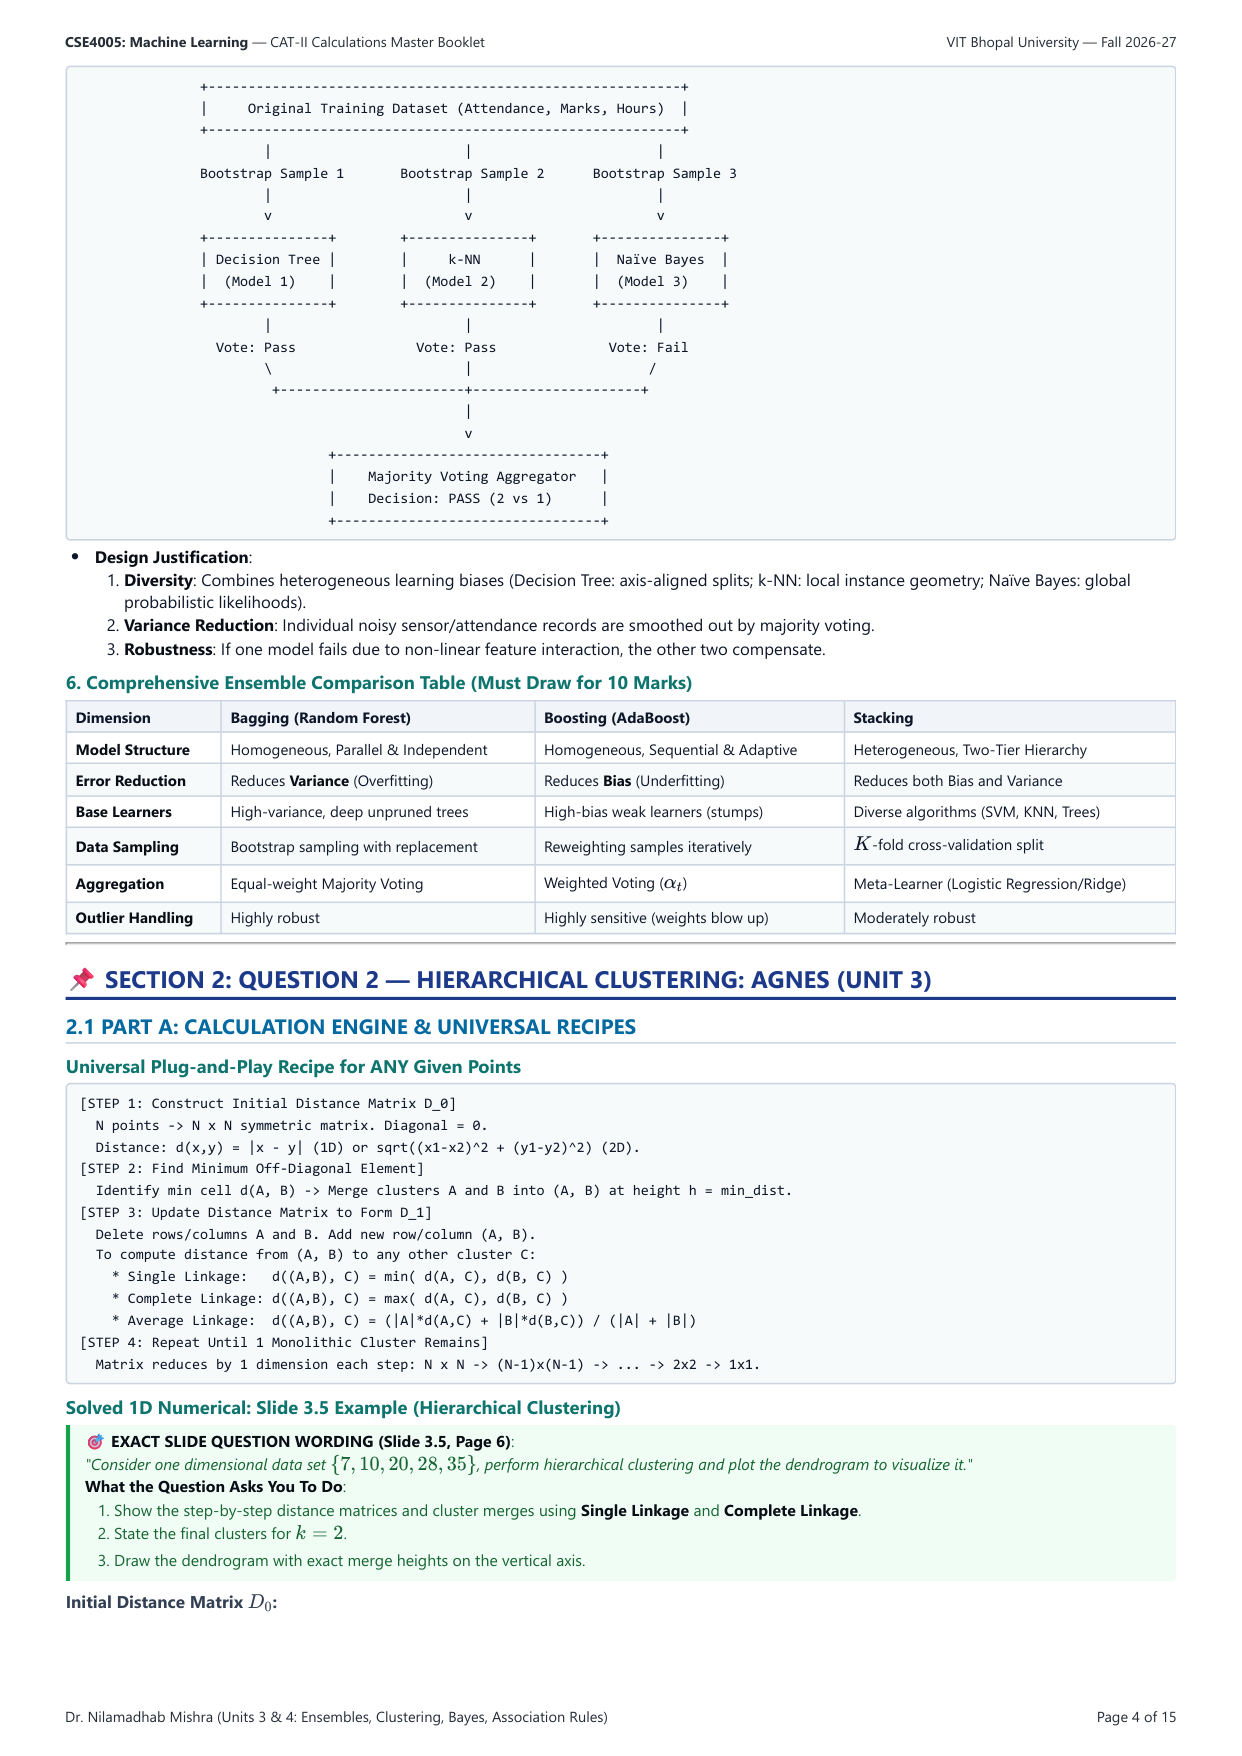 CSE4005: Machine Learning — CAT-II Calculations Master Booklet
VIT Bhopal University — Fall 2026-27
+-----------------------------------------------------------+
|     Original Training Dataset (Attendance, Marks, Hours)  |
+-----------------------------------------------------------+
|                        |                       |
Bootstrap Sample 1       Bootstrap Sample 2      Bootstrap Sample 3
|                        |                       |
v                        v                       v
+---------------+        +---------------+       +---------------+
| Decision Tree |        |     k-NN      |       |  Naïve Bayes  |
|  (Model 1)    |        |  (Model 2)    |       |  (Model 3)    |
+---------------+        +---------------+       +---------------+
|                        |                       |
Vote: Pass               Vote: Pass              Vote: Fail
\                        |                      /
+-----------------------+---------------------+
|
v
+---------------------------------+
|    Majority Voting Aggregator   |
|    Decision: PASS (2 vs 1)      |
+---------------------------------+
• Design Justification:
1. Diversity: Combines heterogeneous learning biases (Decision Tree: axis-aligned splits; k-NN: local instance geometry; Naïve Bayes: global
probabilistic likelihoods).
2. Variance Reduction: Individual noisy sensor/attendance records are smoothed out by majority voting.
3. Robustness: If one model fails due to non-linear feature interaction, the other two compensate.
6. Comprehensive Ensemble Comparison Table (Must Draw for 10 Marks)
Dimension Bagging (Random Forest) Boosting (AdaBoost) Stacking
Model Structure Homogeneous, Parallel & Independent Homogeneous, Sequential & Adaptive Heterogeneous, Two-Tier Hierarchy
Error Reduction Reduces Variance (Overfitting) Reduces Bias (Underfitting) Reduces both Bias and Variance
Base Learners High-variance, deep unpruned trees High-bias weak learners (stumps) Diverse algorithms (SVM, KNN, Trees)
Data Sampling Bootstrap sampling with replacement Reweighting samples iteratively K-fold cross-validation split
Aggregation Equal-weight Majority Voting Weighted Voting (αₜ) Meta-Learner (Logistic Regression/Ridge)
Outlier Handling Highly robust Highly sensitive (weights blow up) Moderately robust
📌 SECTION 2: QUESTION 2 — HIERARCHICAL CLUSTERING: AGNES (UNIT 3)
2.1 PART A: CALCULATION ENGINE & UNIVERSAL RECIPES
Universal Plug-and-Play Recipe for ANY Given Points
[STEP 1: Construct Initial Distance Matrix D_0]
N points -> N x N symmetric matrix. Diagonal = 0.
Distance: d(x,y) = |x - y| (1D) or sqrt((x1-x2)^2 + (y1-y2)^2) (2D).
[STEP 2: Find Minimum Off-Diagonal Element]
Identify min cell d(A, B) -> Merge clusters A and B into (A, B) at height h = min_dist.
[STEP 3: Update Distance Matrix to Form D_1]
Delete rows/columns A and B. Add new row/column (A, B).
To compute distance from (A, B) to any other cluster C:
* Single Linkage:   d((A,B), C) = min( d(A, C), d(B, C) )
* Complete Linkage: d((A,B), C) = max( d(A, C), d(B, C) )
* Average Linkage:  d((A,B), C) = (|A|*d(A,C) + |B|*d(B,C)) / (|A| + |B|)
[STEP 4: Repeat Until 1 Monolithic Cluster Remains]
Matrix reduces by 1 dimension each step: N x N -> (N-1)x(N-1) -> ... -> 2x2 -> 1x1.
Solved 1D Numerical: Slide 3.5 Example (Hierarchical Clustering)
🎯 EXACT SLIDE QUESTION WORDING (Slide 3.5, Page 6):
"Consider one dimensional data set {7, 10, 20, 28, 35}, perform hierarchical clustering and plot the dendrogram to visualize it."
What the Question Asks You To Do:
1. Show the step-by-step distance matrices and cluster merges using Single Linkage and Complete Linkage.
2. State the final clusters for k = 2.
3. Draw the dendrogram with exact merge heights on the vertical axis.
Initial Distance Matrix D₀:
Dr. Nilamadhab Mishra (Units 3 & 4: Ensembles, Clustering, Bayes, Association Rules)
Page 4 of 15